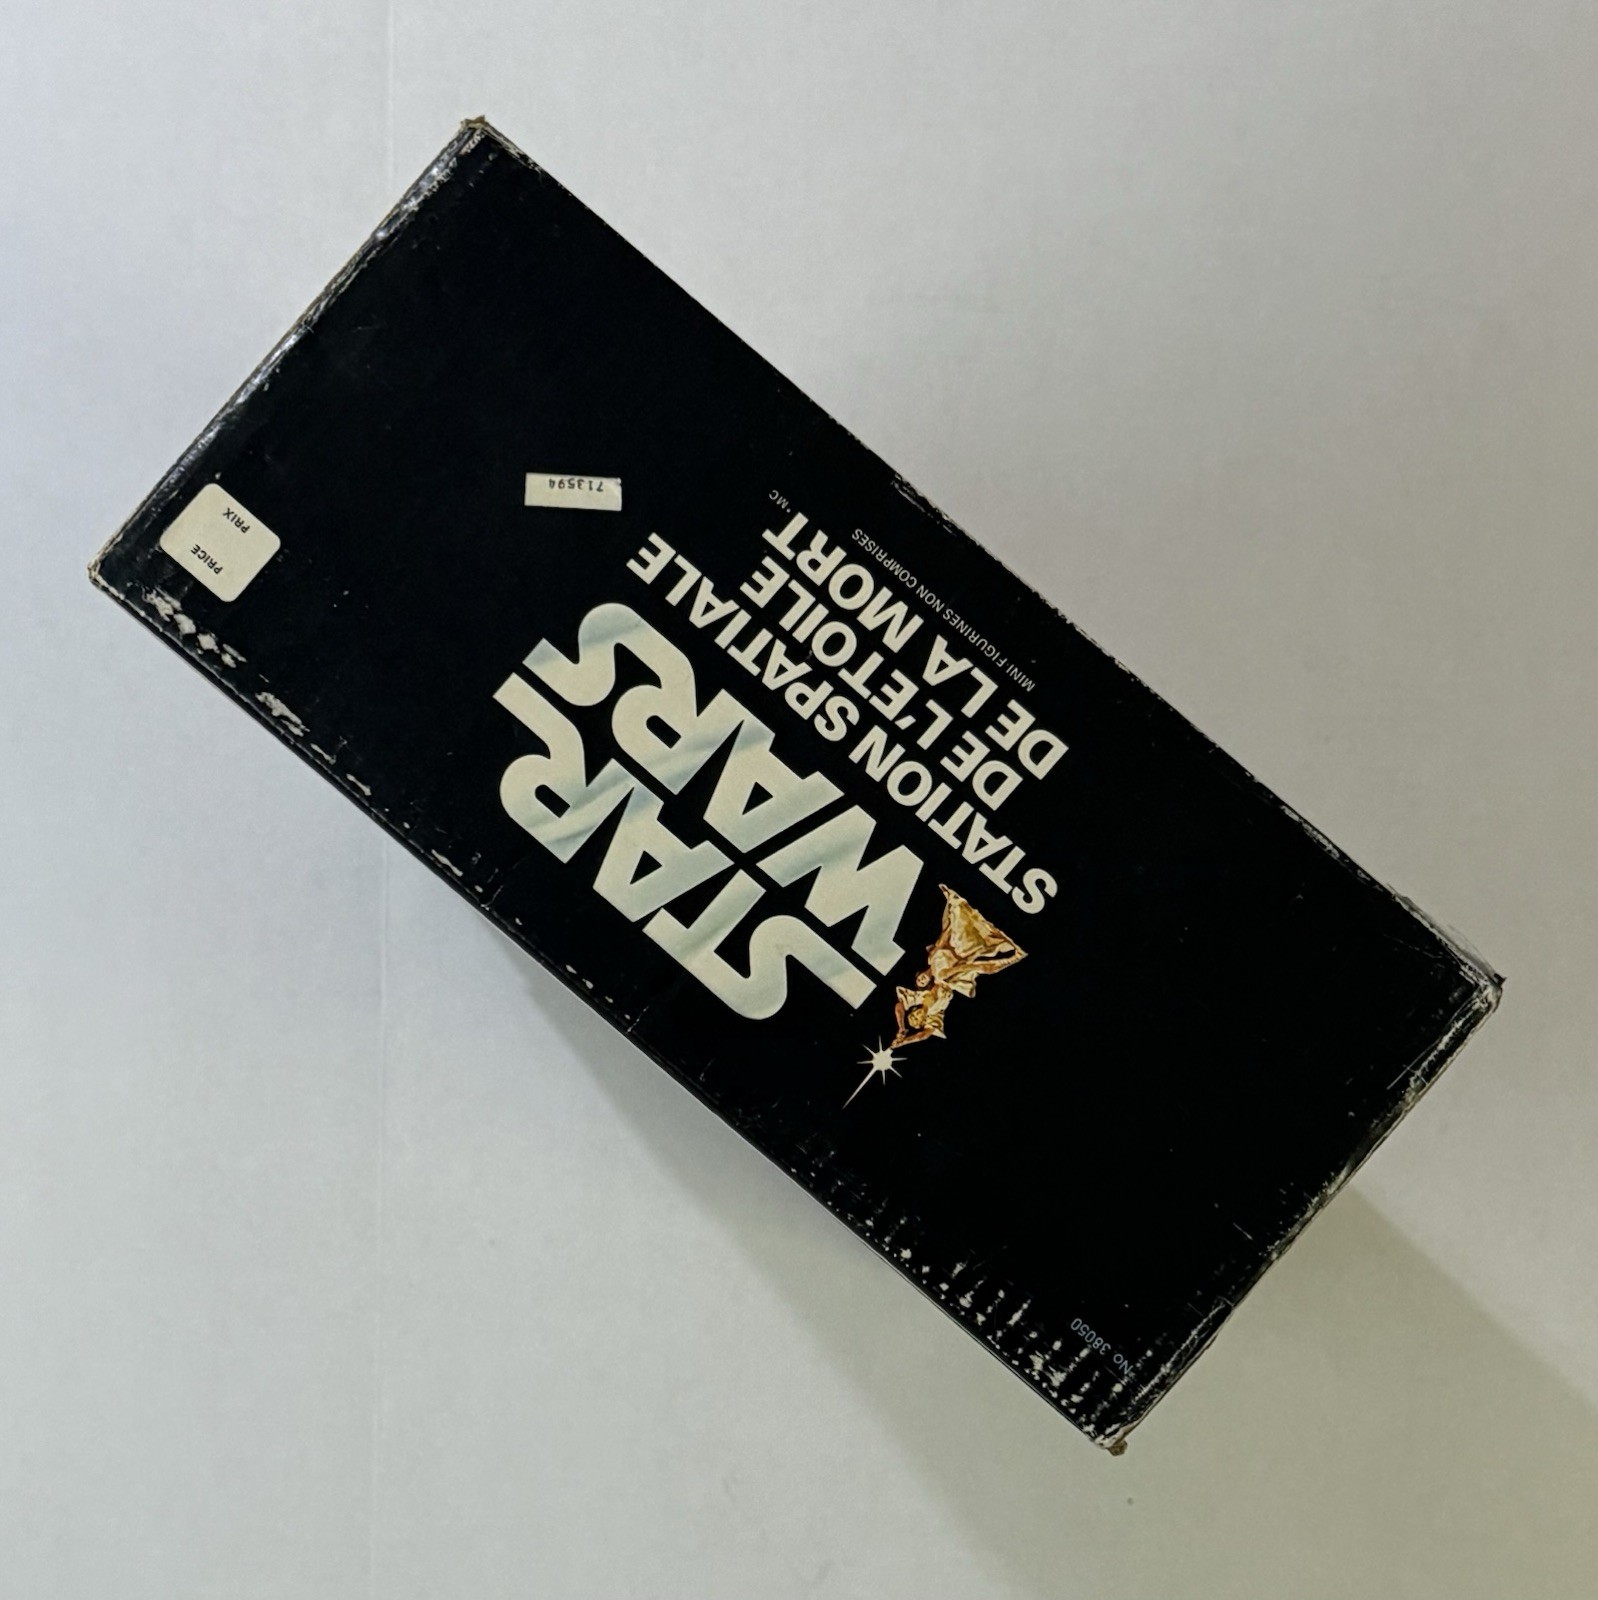 STAR
WARS
STATION SPATIALE
DE L'ETOILE
DE LA MORT *MC
MINI FIGURINES NON COMPRISES
713594
PRICE
PRIX
No. 38050